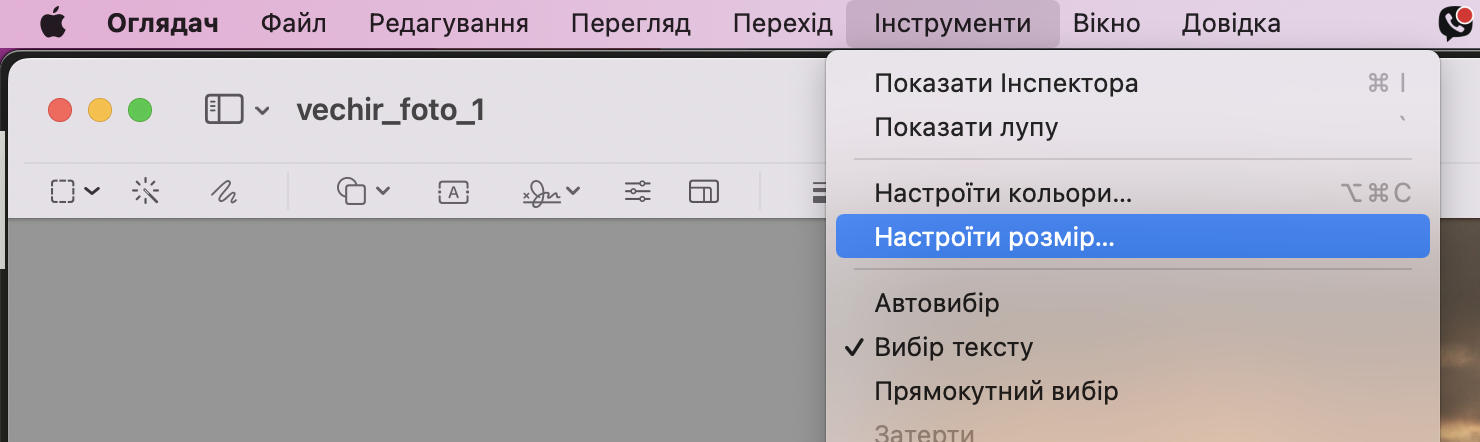 Оглядач Файл Редагування Перегляд Перехід Інструменти Вікно Довідка
vechir_foto_1
A
Показати Інспектора ⌘ I
Показати лупу `
Настроїти кольори... ⌥⌘C
Настроїти розмір...
Автовибір
✓ Вибір тексту
Прямокутний вибір
Затерти